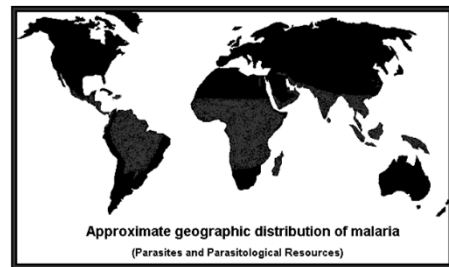 Approximate geographic distribution of malaria
(Parasites and Parasitological Resources)